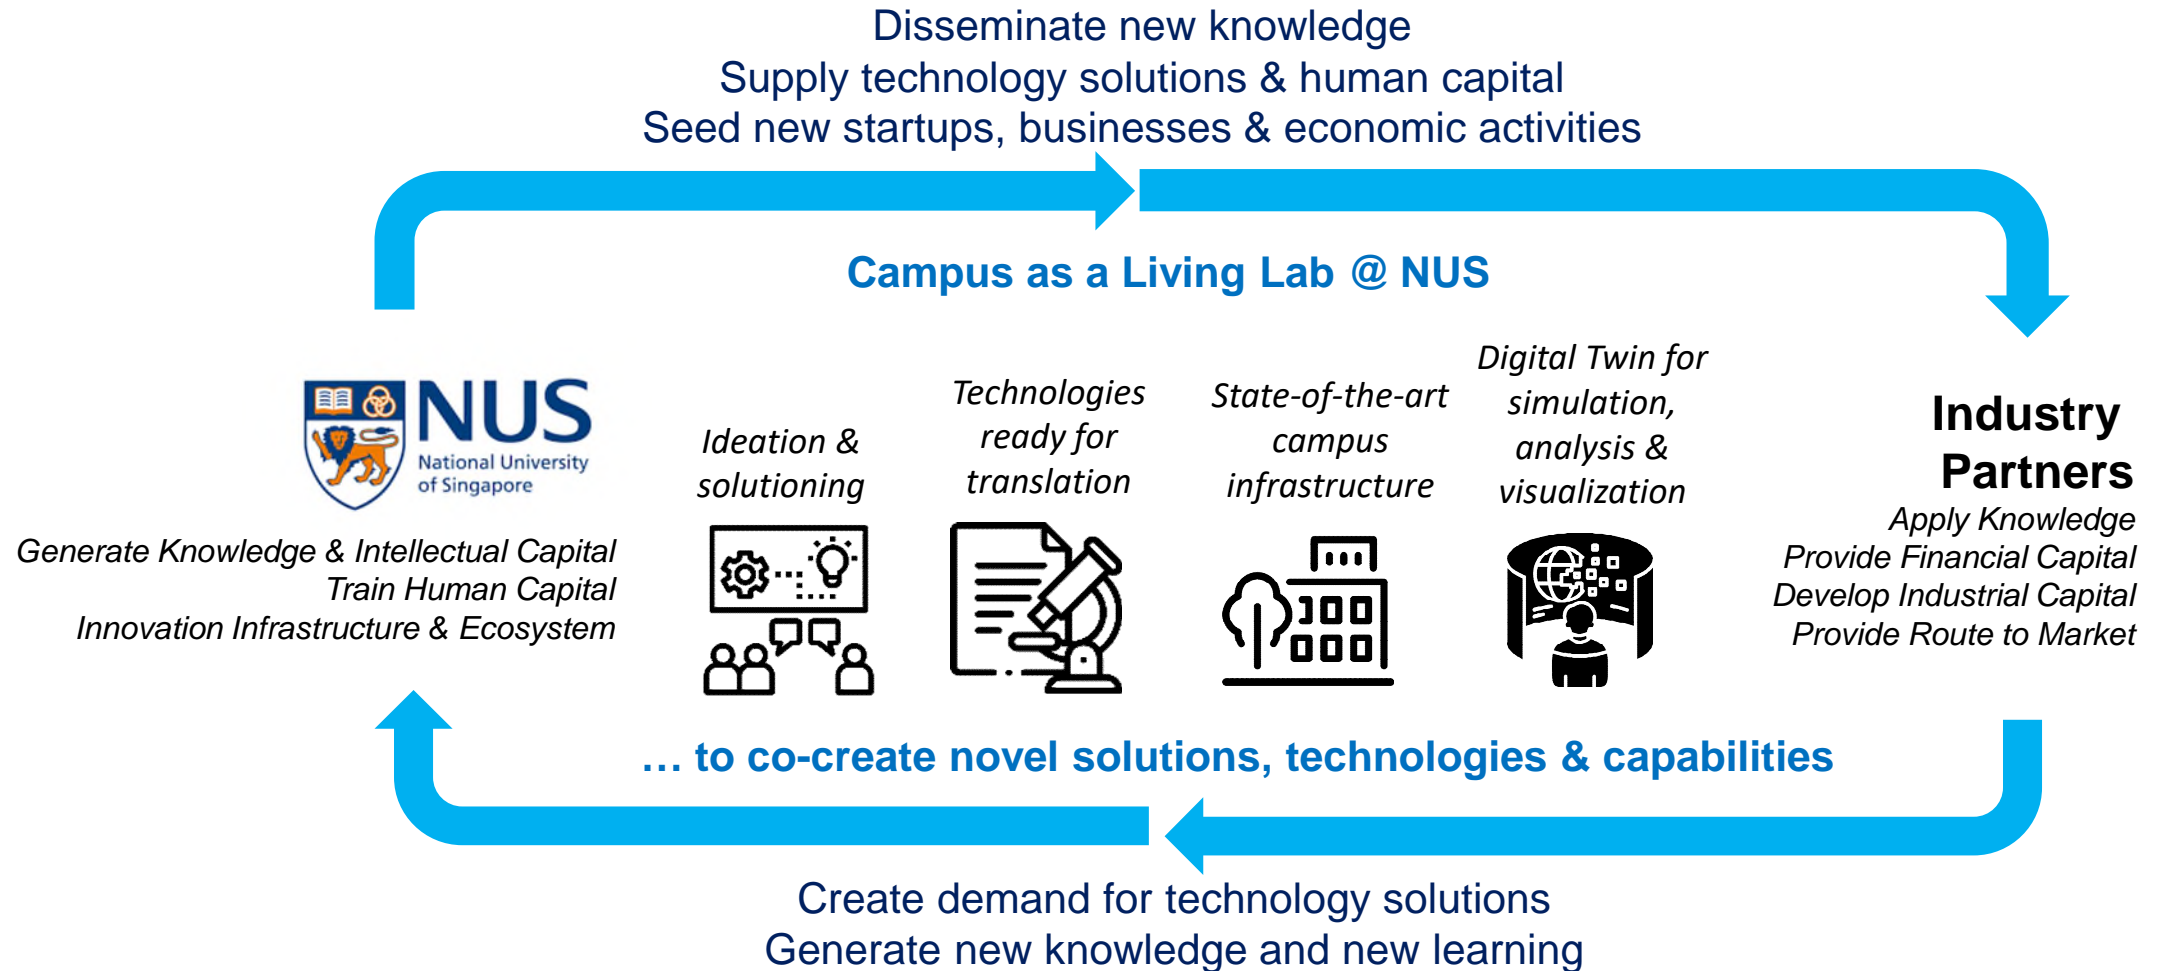 Disseminate new knowledge
Supply technology solutions & human capital
Seed new startups, businesses & economic activities
Campus as a Living Lab @ NUS
NUS
National University
of Singapore
Generate Knowledge & Intellectual Capital
Train Human Capital
Innovation Infrastructure & Ecosystem
Ideation &
solutioning
Technologies
ready for
translation
State-of-the-art
campus
infrastructure
Digital Twin for
simulation,
analysis &
visualization
Industry
Partners
Apply Knowledge
Provide Financial Capital
Develop Industrial Capital
Provide Route to Market
... to co-create novel solutions, technologies & capabilities
Create demand for technology solutions
Generate new knowledge and new learning